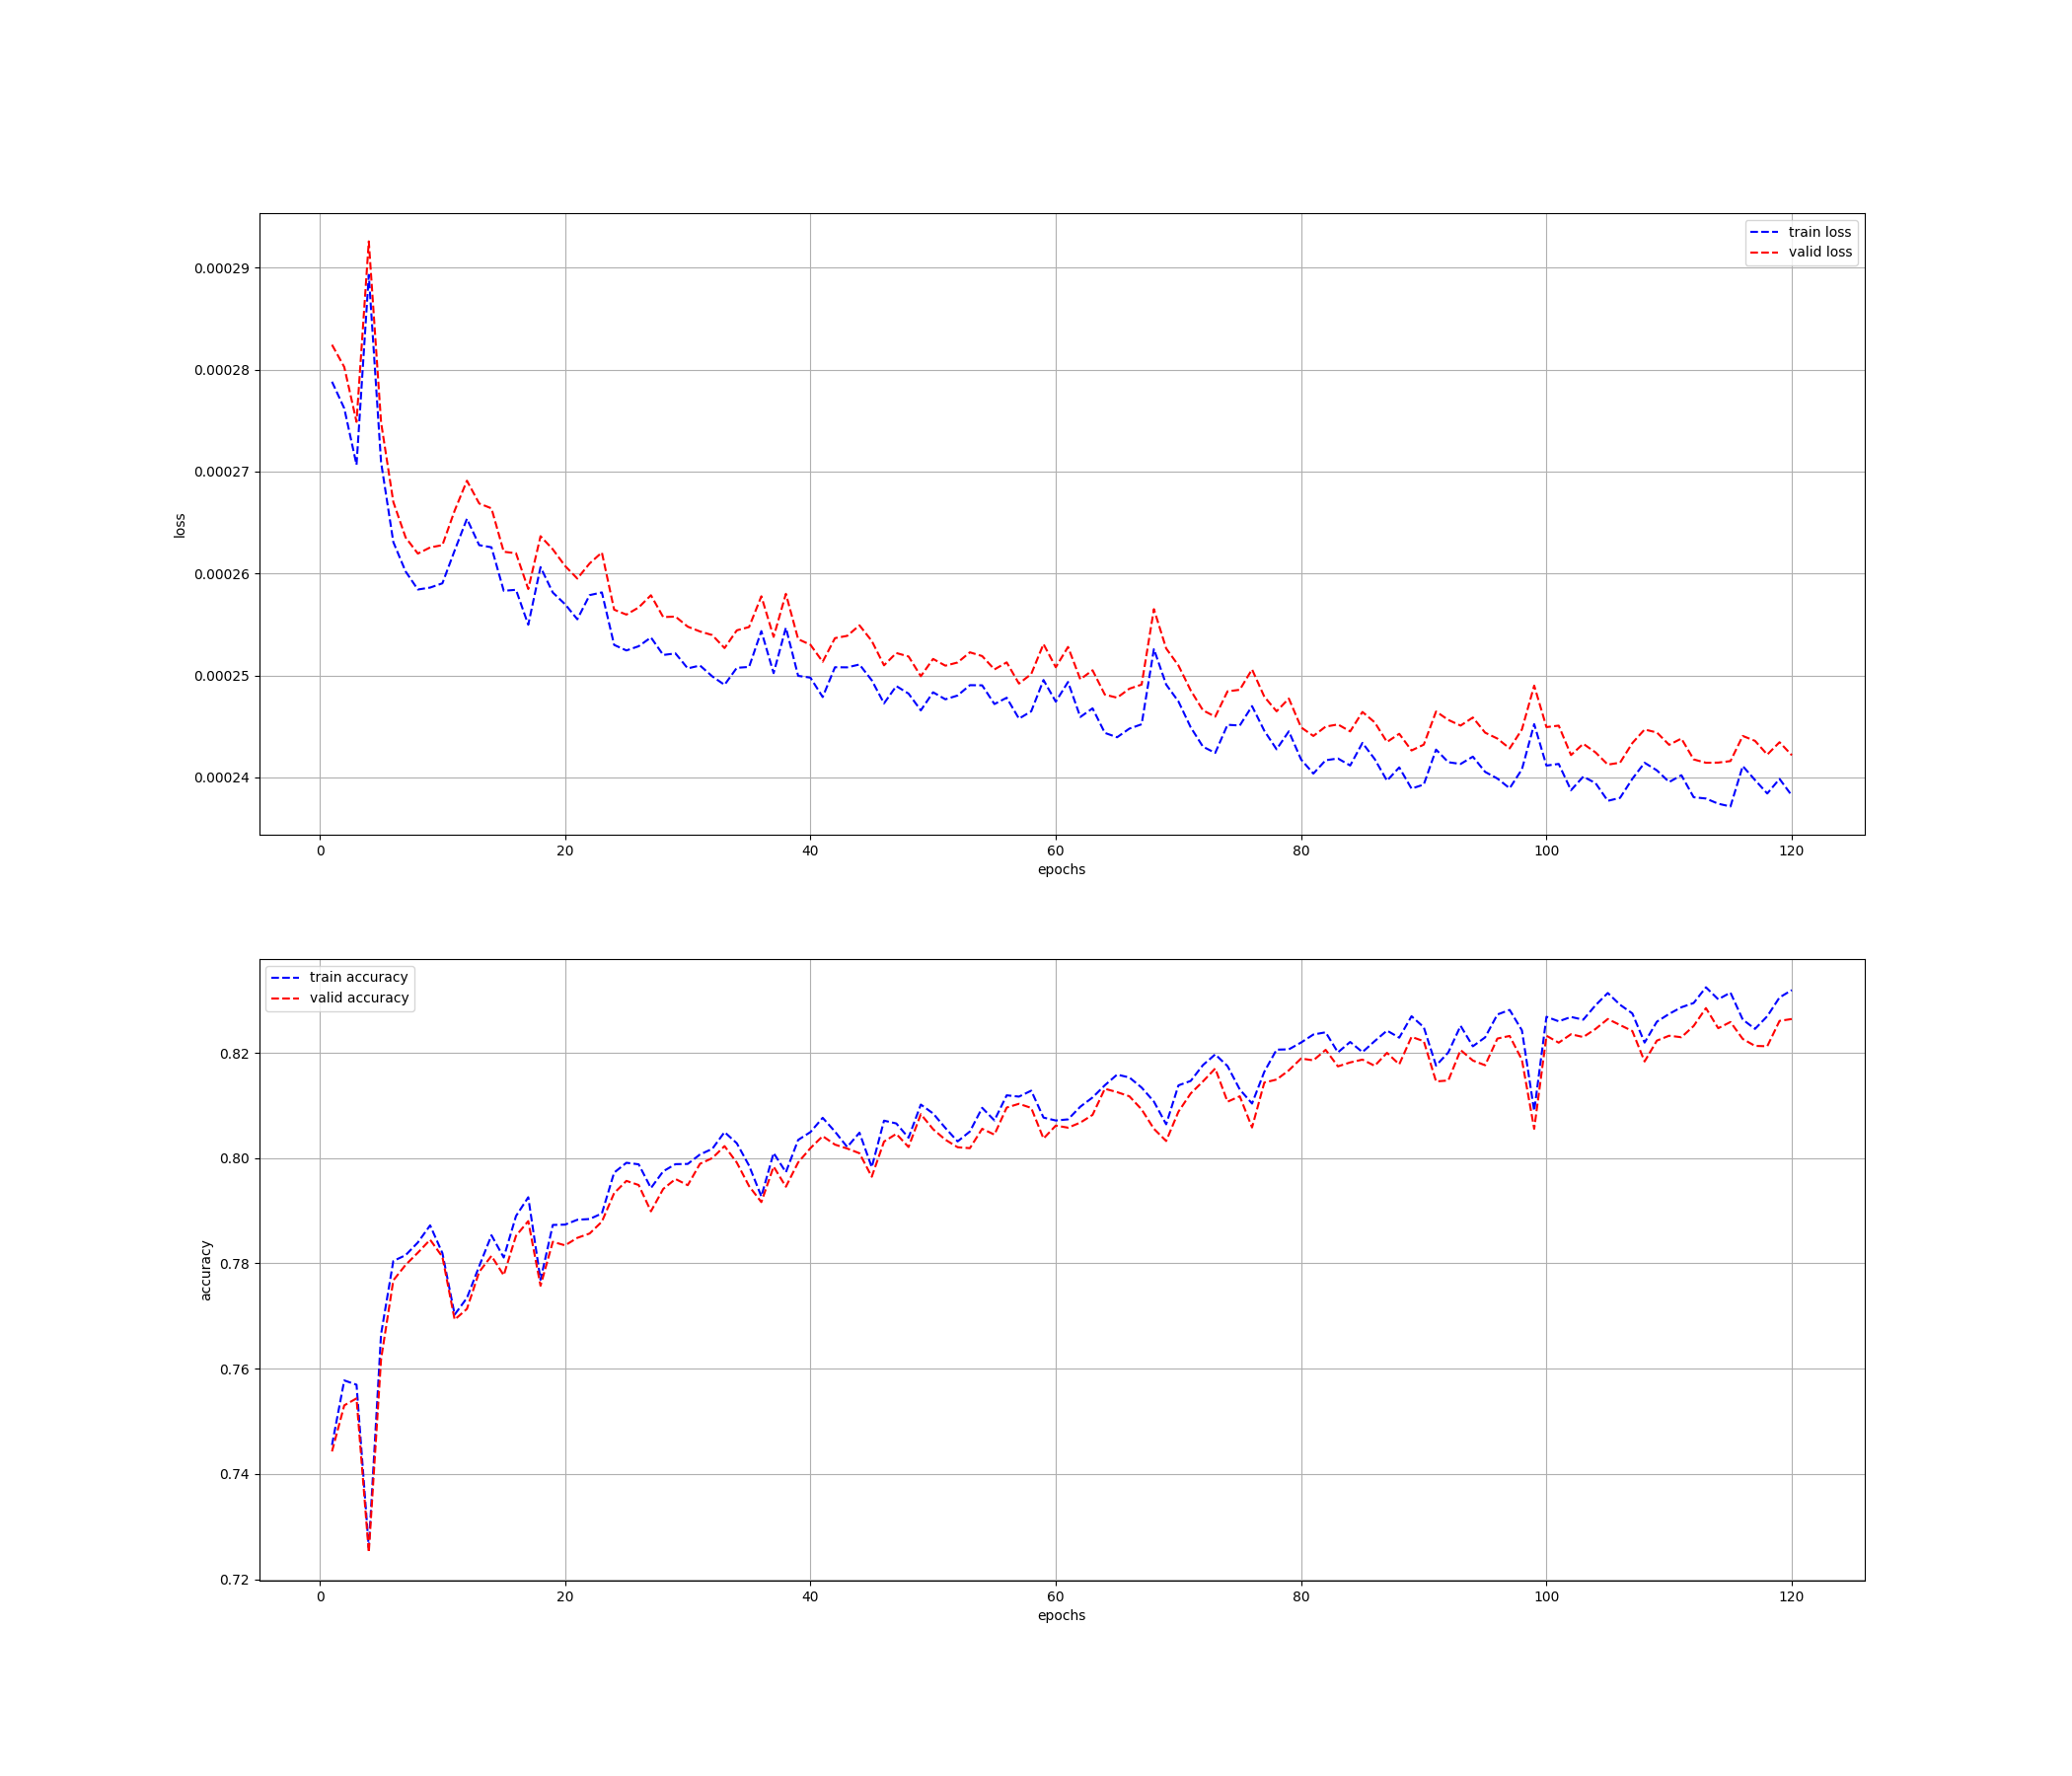 train loss
valid loss
0.00029
0.00028
0.00027
0.00026
0.00025
0.00024
loss
0 20 40 60 80 100 120
epochs
train accuracy
valid accuracy
0.82
0.80
0.78
0.76
0.74
0.72
accuracy
0 20 40 60 80 100 120
epochs